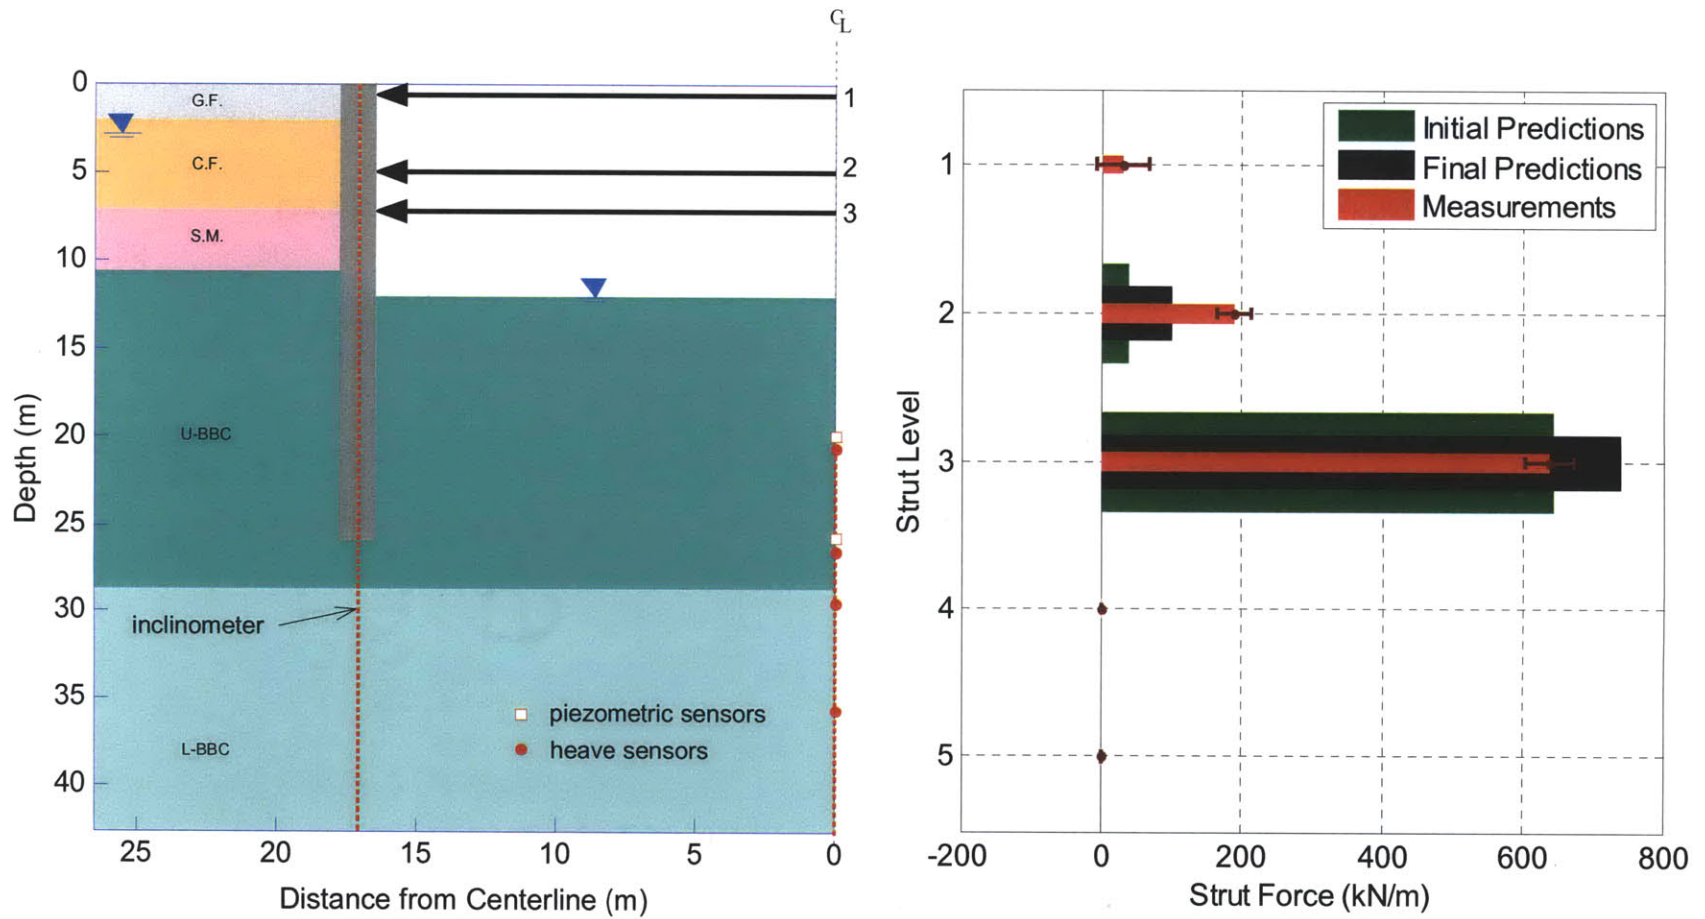 CL
0
5
10
15
20
25
30
35
40
Depth (m)
G.F.
C.F.
S.M.
U-BBC
L-BBC
1
2
3
inclinometer
piezometric sensors
heave sensors
25
20
15
10
5
0
Distance from Centerline (m)
Initial Predictions
Final Predictions
Measurements
1
2
3
4
5
Strut Level
-200
0
200
400
600
800
Strut Force (kN/m)